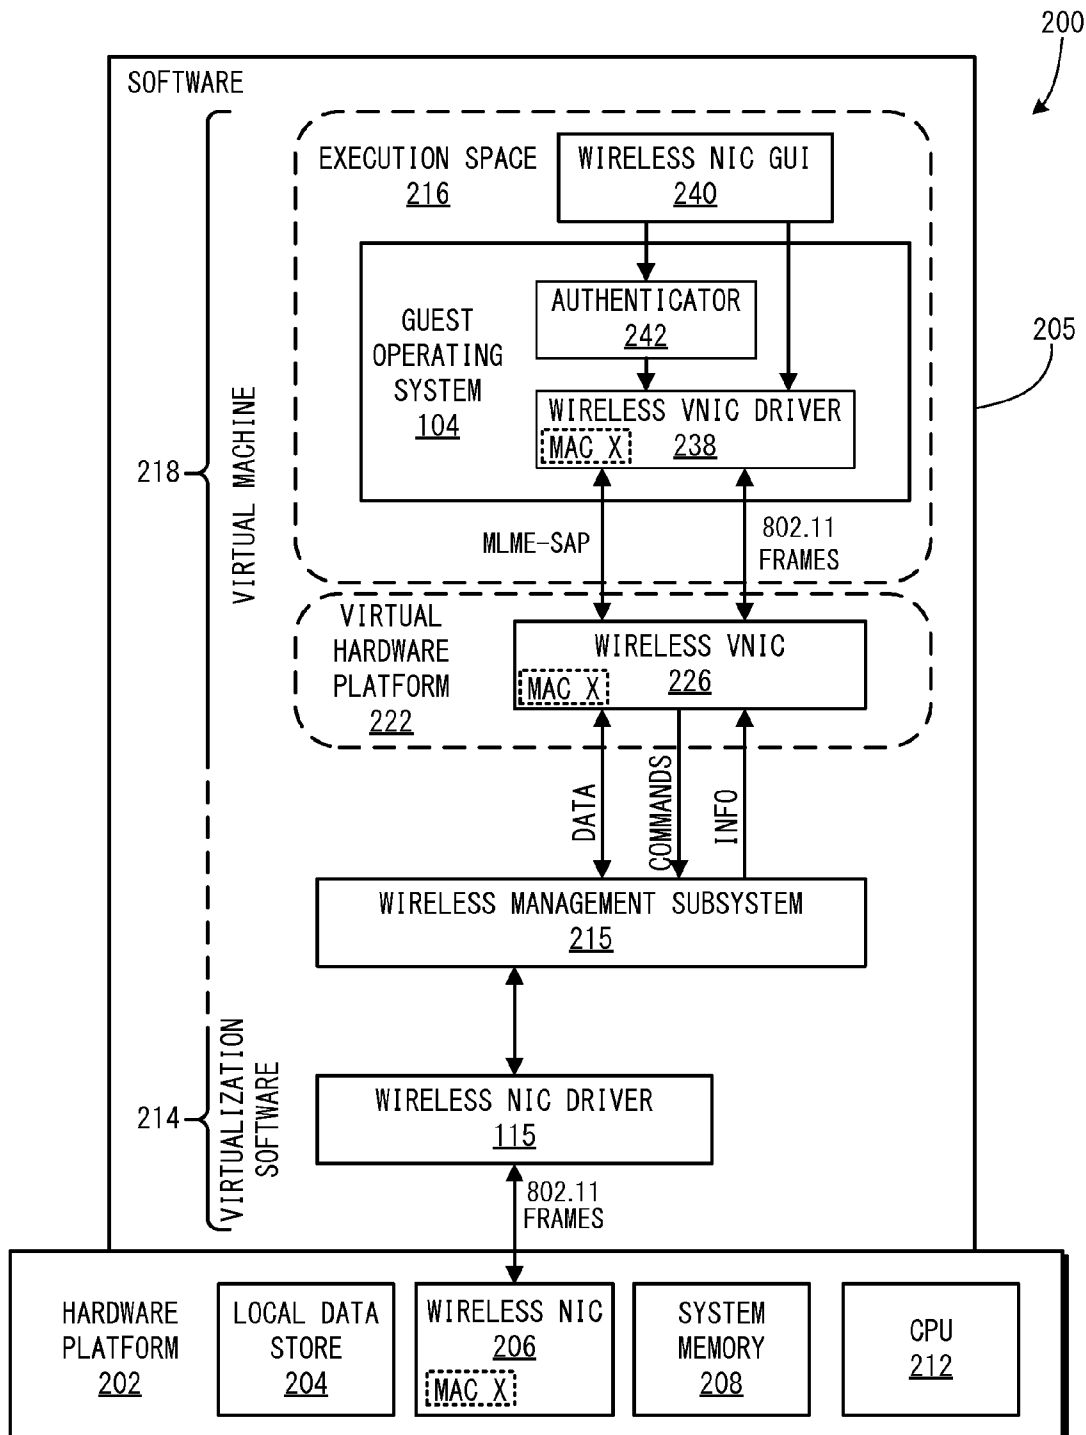 200
SOFTWARE
EXECUTION SPACE
216
WIRELESS NIC GUI
240
GUEST
OPERATING
SYSTEM
104
AUTHENTICATOR
242
205
WIRELESS VNIC DRIVER
MAC X
238
218
VIRTUAL MACHINE
MLME-SAP
802.11
FRAMES
VIRTUAL
HARDWARE
PLATFORM
222
WIRELESS VNIC
226
MAC X
DATA
COMMANDS
INFO
WIRELESS MANAGEMENT SUBSYSTEM
215
214
VIRTUALIZATION
SOFTWARE
WIRELESS NIC DRIVER
115
802.11
FRAMES
HARDWARE
PLATFORM
202
LOCAL DATA
STORE
204
WIRELESS NIC
206
MAC X
SYSTEM
MEMORY
208
CPU
212